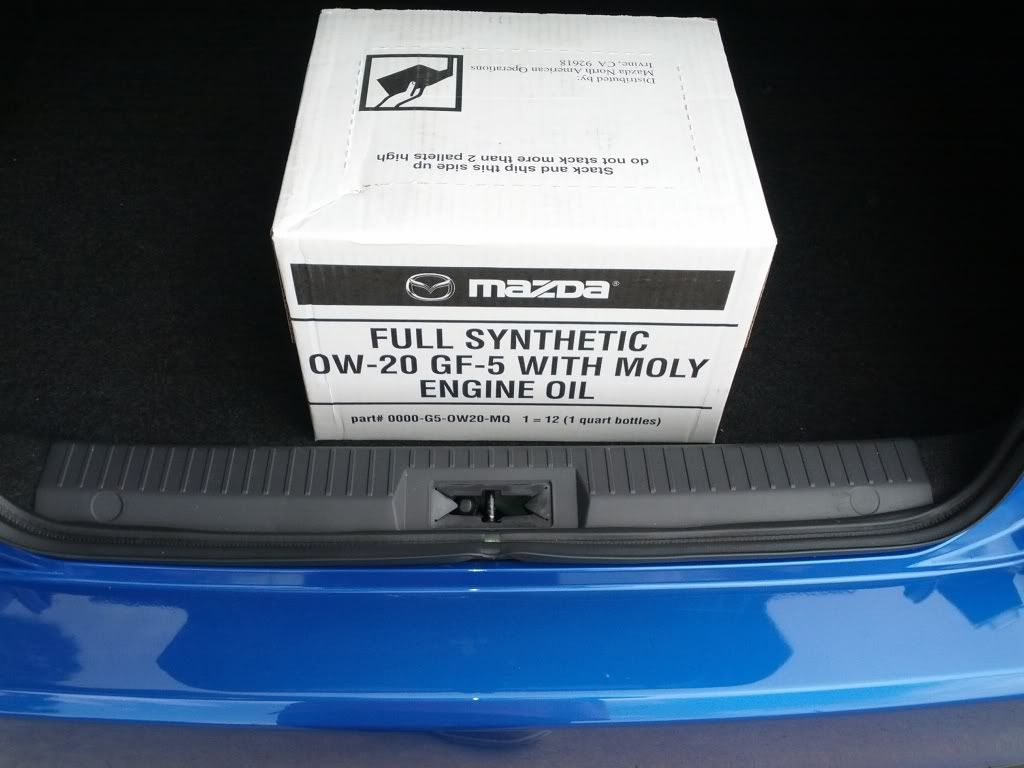 Distributed by:
Mazda North American Operations
Irvine, CA 92618
Stack and ship this side up
do not stack more than 2 pallets high
mazda®
FULL SYNTHETIC
0W-20 GF-5 WITH MOLY
ENGINE OIL
part# 0000-G5-0W20-MQ 1 = 12 (1 quart bottles)